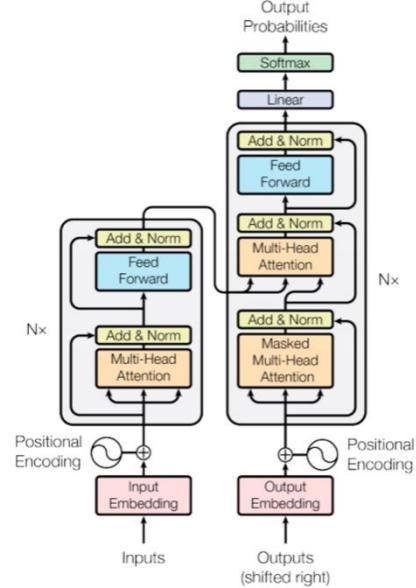 Output
Probabilities
Softmax
Linear
Add & Norm
Feed
Forward
Add & Norm
Multi-Head
Attention
Add & Norm
Masked
Multi-Head
Attention
N×
Positional
Encoding
Output
Embedding
Outputs
(shifted right)
Add & Norm
Feed
Forward
Add & Norm
Multi-Head
Attention
N×
Positional
Encoding
Input
Embedding
Inputs